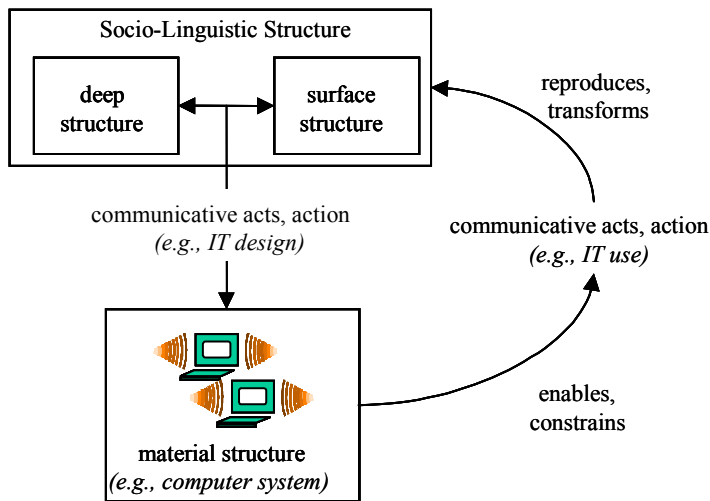 Socio-Linguistic Structure
deep
structure
surface
structure
reproduces,
transforms
communicative acts, action
(e.g., IT design)
communicative acts, action
(e.g., IT use)
enables,
constrains
material structure
(e.g., computer system)